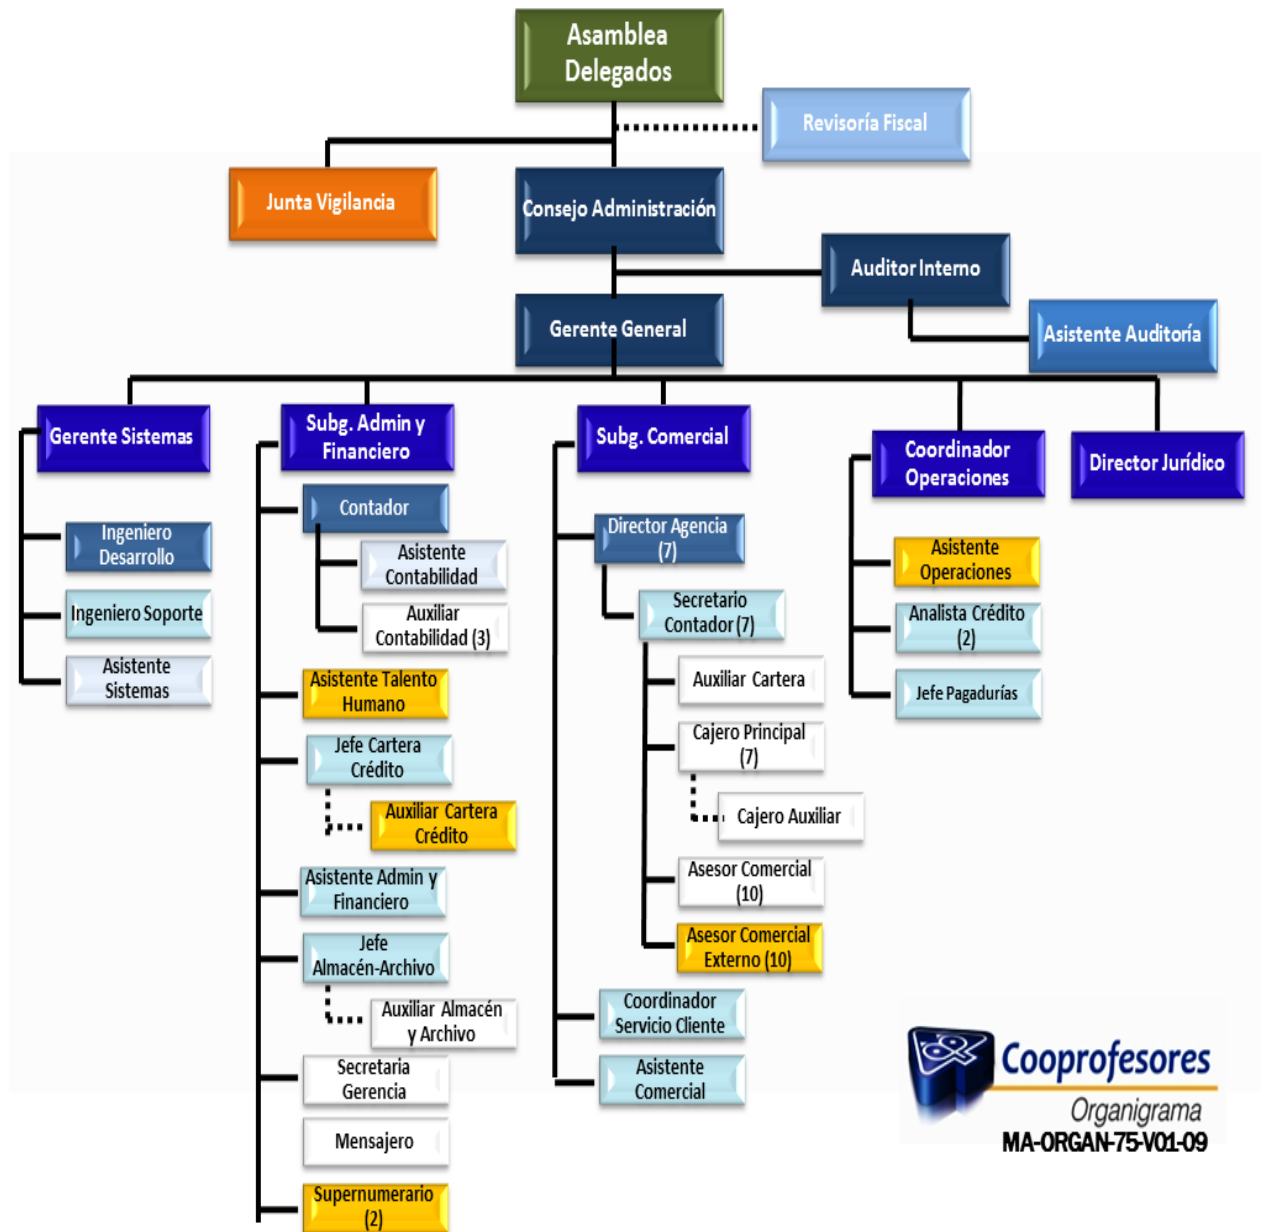 Asamblea
Delegados
Revisoría Fiscal
Junta Vigilancia
Consejo Administración
Auditor Interno
Gerente General
Asistente Auditoría
Gerente Sistemas
Ingeniero
Desarrollo
Ingeniero Soporte
Asistente
Sistemas
Subg. Admin y
Financiero
Contador
Asistente
Contabilidad
Auxiliar
Contabilidad (3)
Asistente Talento
Humano
Jefe Cartera
Crédito
Auxiliar Cartera
Crédito
Asistente Admin y
Financiero
Jefe
Almacén-Archivo
Auxiliar Almacén
y Archivo
Secretaria
Gerencia
Mensajero
Supernumerario
(2)
Subg. Comercial
Director Agencia
(7)
Secretario
Contador (7)
Auxiliar Cartera
Cajero Principal
(7)
Cajero Auxiliar
Asesor Comercial
(10)
Asesor Comercial
Externo (10)
Coordinador
Servicio Cliente
Asistente
Comercial
Coordinador
Operaciones
Asistente
Operaciones
Analista Crédito
(2)
Jefe Pagadurías
Director Jurídico
Cooprofesores
Organigrama
MA-ORGAN-75-V01-09